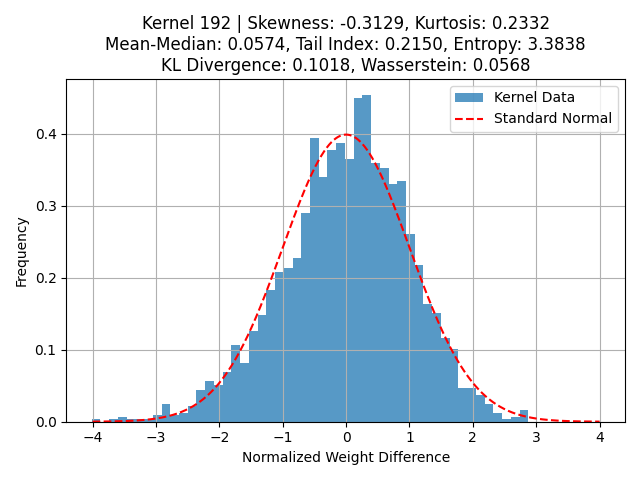 Kernel 192 | Skewness: -0.3129, Kurtosis: 0.2332
Mean-Median: 0.0574, Tail Index: 0.2150, Entropy: 3.3838
KL Divergence: 0.1018, Wasserstein: 0.0568
Kernel Data
Standard Normal
Frequency
0.4
0.3
0.2
0.1
0.0
−4 −3 −2 −1 0 1 2 3 4
Normalized Weight Difference